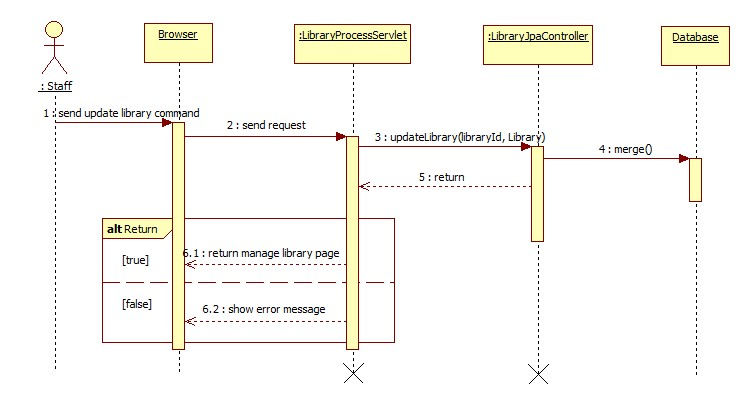 Browser
:LibraryProcessServlet
:LibraryJpaController
Database
: Staff
1 : send update library command
2 : send request
3 : updateLibrary(libraryId, Library)
4 : merge()
5 : return
alt Return
[true]
6.1 : return manage library page
[false]
6.2 : show error message